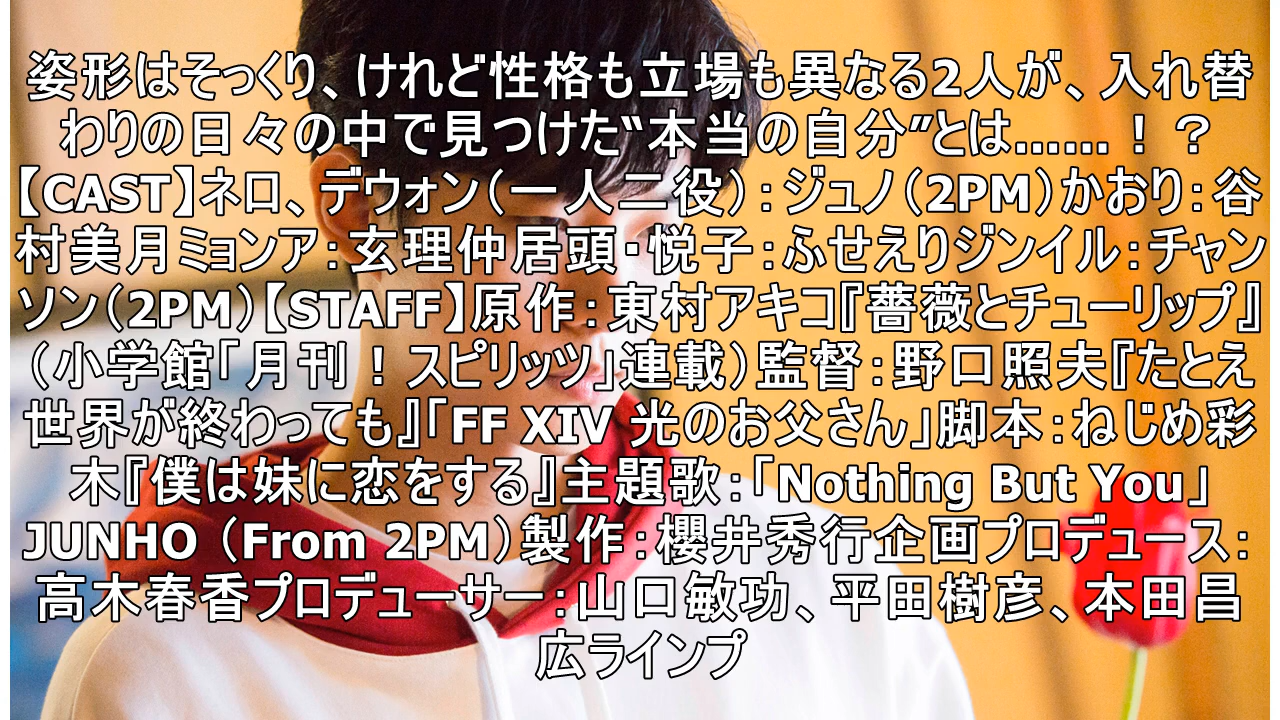 姿形はそっくり、けれど性格も立場も異なる2人が、入れ替
わりの日々の中で見つけた“本当の自分”とは……！？
【CAST】ネロ、デウォン（一人二役）：ジュノ（2PM）かおり：谷
村美月ミョンア：玄理仲居頭・悦子：ふせえりジンイル：チャン
ソン（2PM）【STAFF】原作：東村アキコ『薔薇とチューリップ』
（小学館「月刊！スピリッツ」連載）監督：野口照夫『たとえ
世界が終わっても』「FF XIV 光のお父さん」脚本：ねじめ彩
木『僕は妹に恋をする』主題歌：「Nothing But You」
JUNHO（From 2PM）製作：櫻井秀行企画プロデュース：
高木春香プロデューサー：山口敏功、平田樹彦、本田昌
広ラインプ